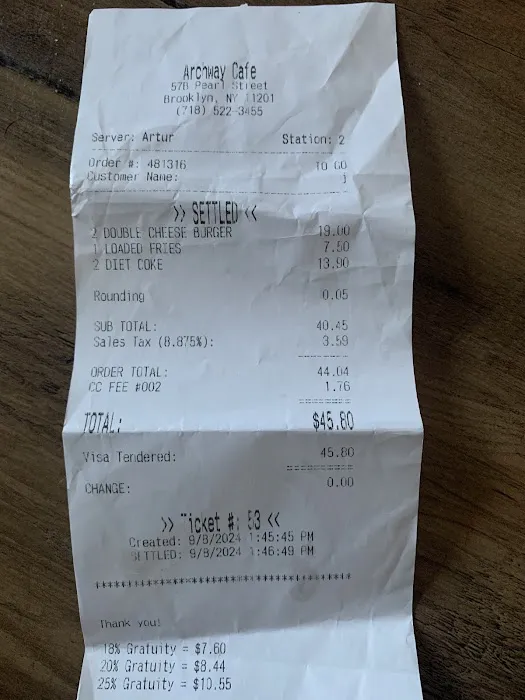 Archway Cafe
57B Pearl Street
Brooklyn, NY 11201
(718) 522-3455
Server: Artur Station: 2
Order #: 481316 TO GO
Customer Name: j
>> SETTLED <<
2 DOUBLE CHEESE BURGER 19.00
1 LOADED FRIES 7.50
2 DIET COKE 13.90
Rounding 0.05
SUB TOTAL: 40.45
Sales Tax (8.875%): 3.59
ORDER TOTAL: 44.04
CC FEE #002 1.76
TOTAL: $45.80
Visa Tendered: 45.80
CHANGE: 0.00
>> Ticket #: 53 <<
Created: 9/8/2024 1:45:45 PM
SETTLED: 9/8/2024 1:46:49 PM
Thank you!
18% Gratuity = $7.60
20% Gratuity = $8.44
25% Gratuity = $10.55